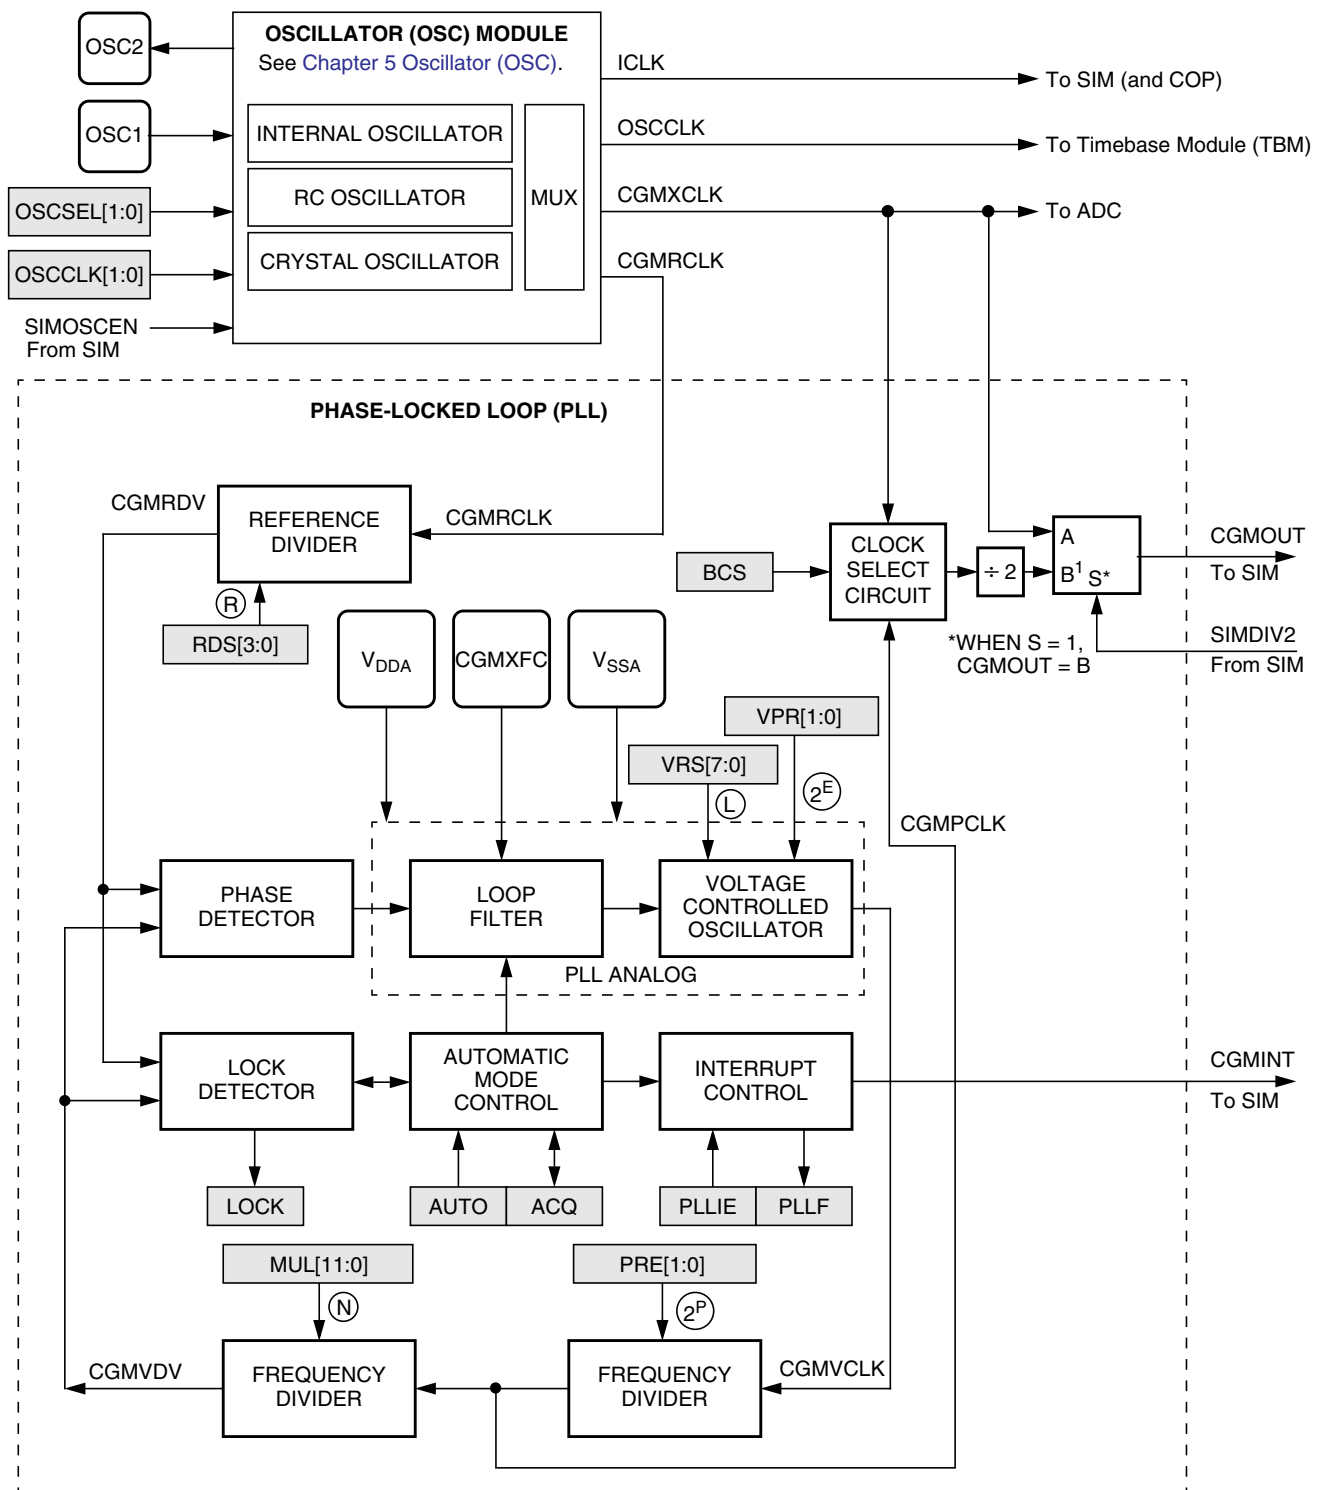 OSC2
OSCILLATOR (OSC) MODULE
See Chapter 5 Oscillator (OSC).
ICLK
To SIM (and COP)
OSC1
INTERNAL OSCILLATOR
OSCCLK
To Timebase Module (TBM)
OSCSEL[1:0]
RC OSCILLATOR
MUX
CGMXCLK
To ADC
OSCCLK[1:0]
CRYSTAL OSCILLATOR
CGMRCLK
SIMOSCEN
From SIM
PHASE-LOCKED LOOP (PLL)
CGMRDV
REFERENCE
DIVIDER
CGMRCLK
R
RDS[3:0]
BCS
CLOCK
SELECT
CIRCUIT
÷ 2
A
B1 S*
CGMOUT
To SIM
*WHEN S = 1,
CGMOUT = B
SIMDIV2
From SIM
VDDA
CGMXFC
VSSA
VPR[1:0]
VRS[7:0]
L
2E
CGMPCLK
PHASE
DETECTOR
LOOP
FILTER
VOLTAGE
CONTROLLED
OSCILLATOR
PLL ANALOG
LOCK
DETECTOR
AUTOMATIC
MODE
CONTROL
INTERRUPT
CONTROL
CGMINT
To SIM
LOCK
AUTO
ACQ
PLLIE
PLLF
MUL[11:0]
PRE[1:0]
N
2P
CGMVDV
FREQUENCY
DIVIDER
FREQUENCY
DIVIDER
CGMVCLK